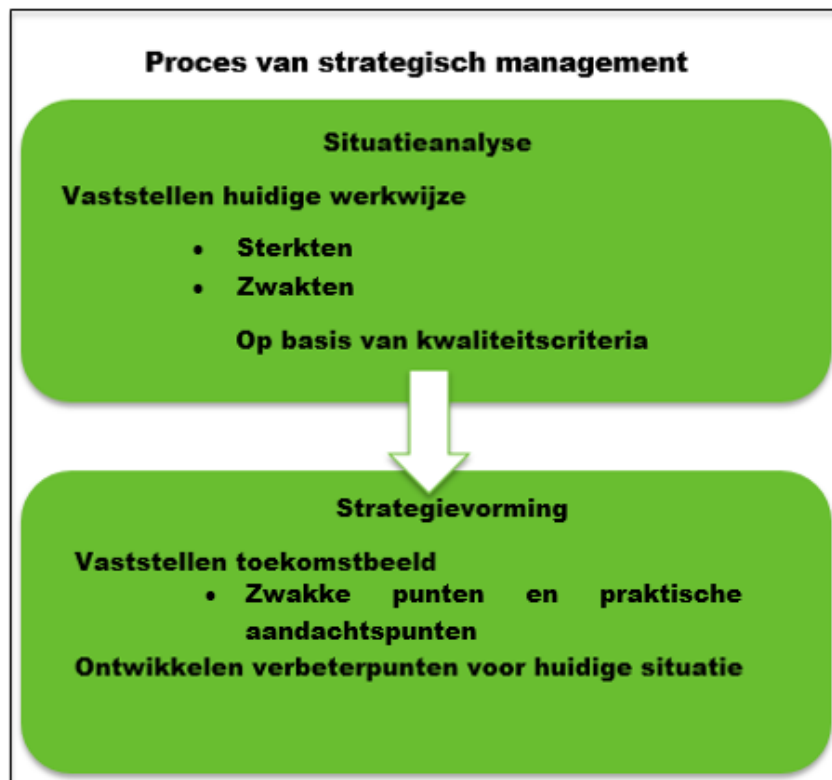 Proces van strategisch management
Situatieanalyse
Vaststellen huidige werkwijze
• Sterkten
• Zwakten
Op basis van kwaliteitscriteria
Strategievorming
Vaststellen toekomstbeeld
• Zwakke punten en praktische
aandachtspunten
Ontwikkelen verbeterpunten voor huidige situatie